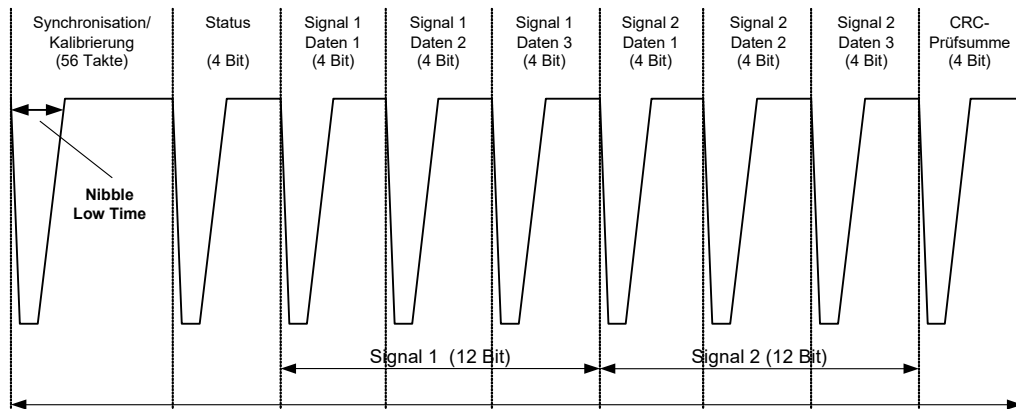 Synchronisation/
Kalibrierung
(56 Takte)
Status
(4 Bit)
Signal 1
Daten 1
(4 Bit)
Signal 1
Daten 2
(4 Bit)
Signal 1
Daten 3
(4 Bit)
Signal 2
Daten 1
(4 Bit)
Signal 2
Daten 2
(4 Bit)
Signal 2
Daten 3
(4 Bit)
CRC-
Prüfsumme
(4 Bit)
Nibble
Low Time
Signal 1 (12 Bit)
Signal 2 (12 Bit)